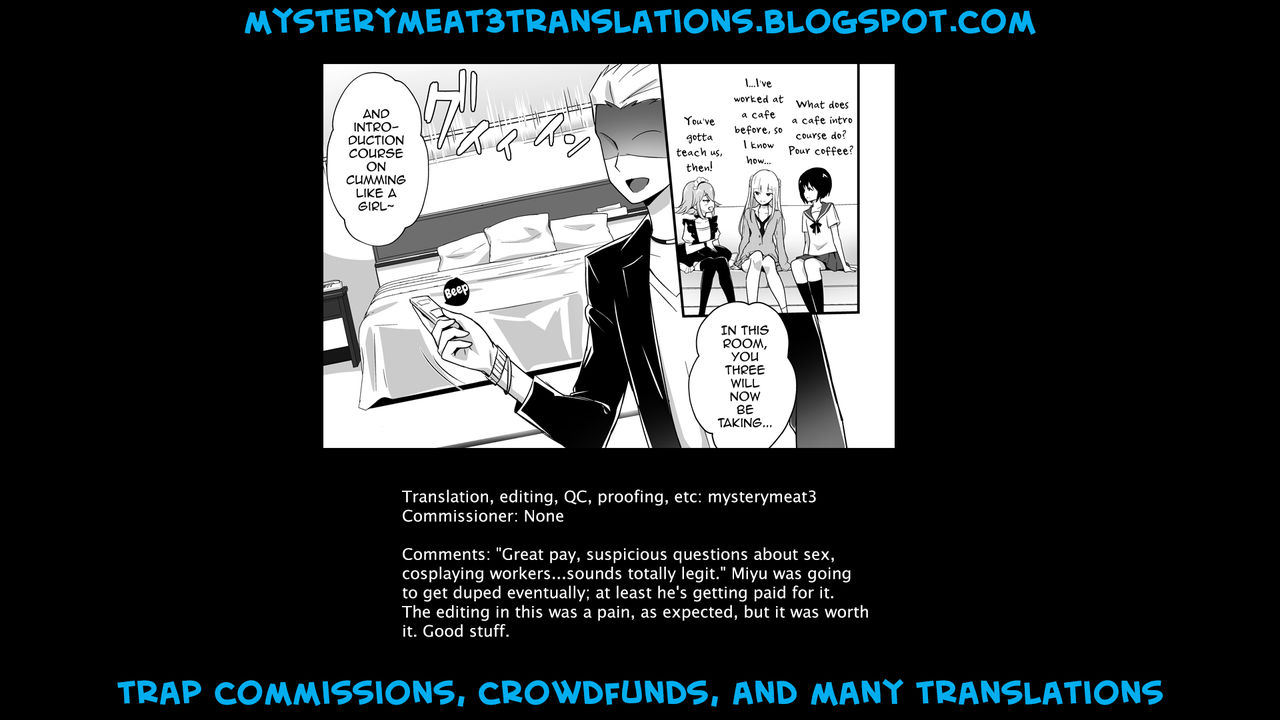 MYSTERYMEAT3TRANSLATIONS.BLOGSPOT.COM
What does
a cafe intro
course do?
Pour coffee?
I...I've
worked at
a cafe
before, so
I know
how...
You've
gotta
teach us,
then!
IN THIS
ROOM,
YOU
THREE
WILL
NOW
BE
TAKING...
グ"イィイン
Beep
AND
INTRO-
DUCTION
COURSE
ON
CUMMING
LIKE A
GIRL~
Translation, editing, QC, proofing, etc: mysterymeat3
Commissioner: None
Comments: "Great pay, suspicious questions about sex,
cosplaying workers...sounds totally legit." Miyu was going
to get duped eventually; at least he's getting paid for it.
The editing in this was a pain, as expected, but it was worth
it. Good stuff.
TRAP COMMISSIONS, CROWDFUNDS, AND MANY TRANSLATIONS